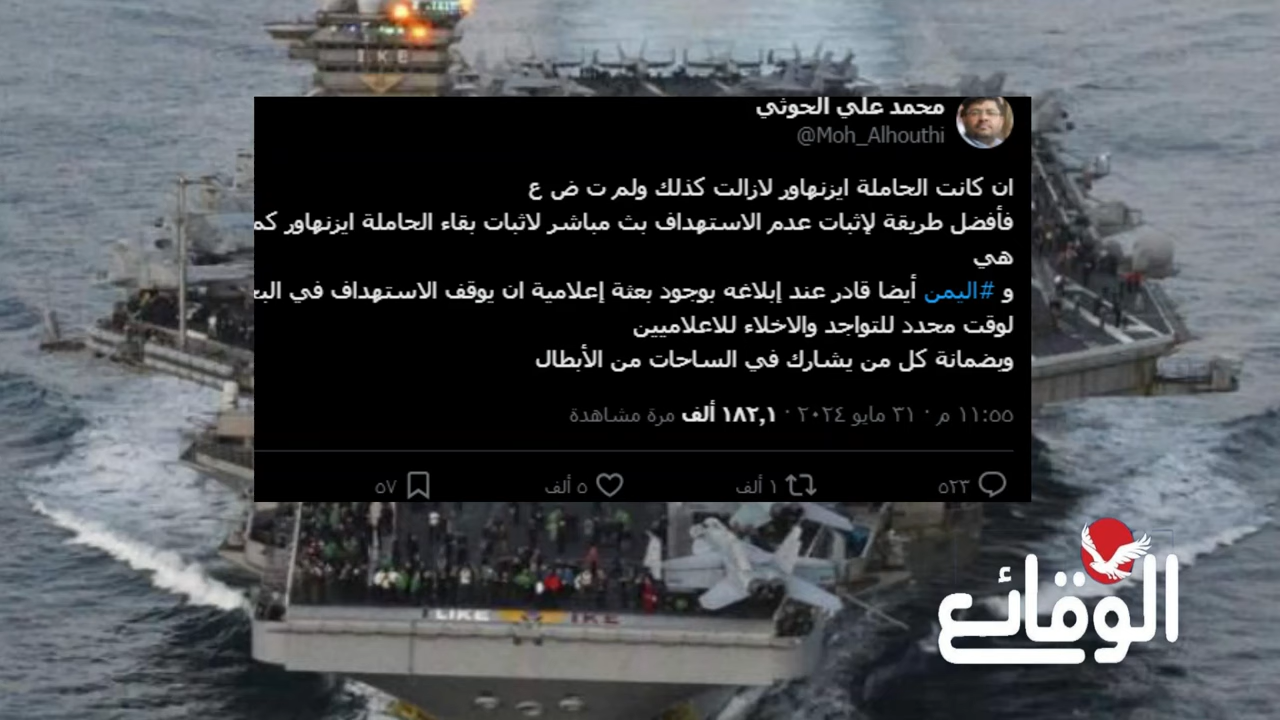 IKE
محمد علي الحوثي
@Moh_Alhouthi
ان كانت الحاملة ايزنهاور لازالت كذلك ولم ت ض ع
فأفضل طريقة لإثبات عدم الاستهداف بث مباشر لاثبات بقاء الحاملة ايزنهاور كم
هي
و #اليمن أيضا قادر عند إبلاغه بوجود بعثة إعلامية ان يوقف الاستهداف في
لوقت محدد للتواجد والاخلاء للاعلاميين
وبضمانة كل من يشارك في الساحات من الأبطال
١١:٥٥ م · ٣١ مايو ٢٠٢٤ · ١٨٢,١ ألف مرة مشاهدة
٥٢٣ ١ ألف ٥ ألف ٥٧
I LIKE IKE
الوقائع